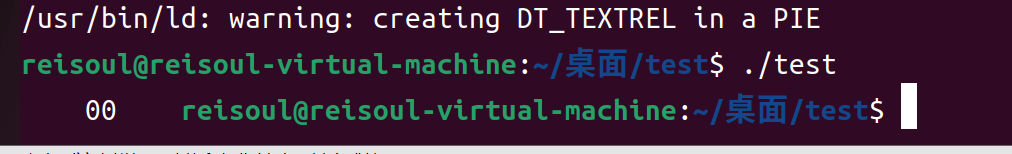 /usr/bin/ld: warning: creating DT_TEXTREL in a PIE
reisoul@reisoul-virtual-machine:~/桌面/test$ ./test
    00    reisoul@reisoul-virtual-machine:~/桌面/test$